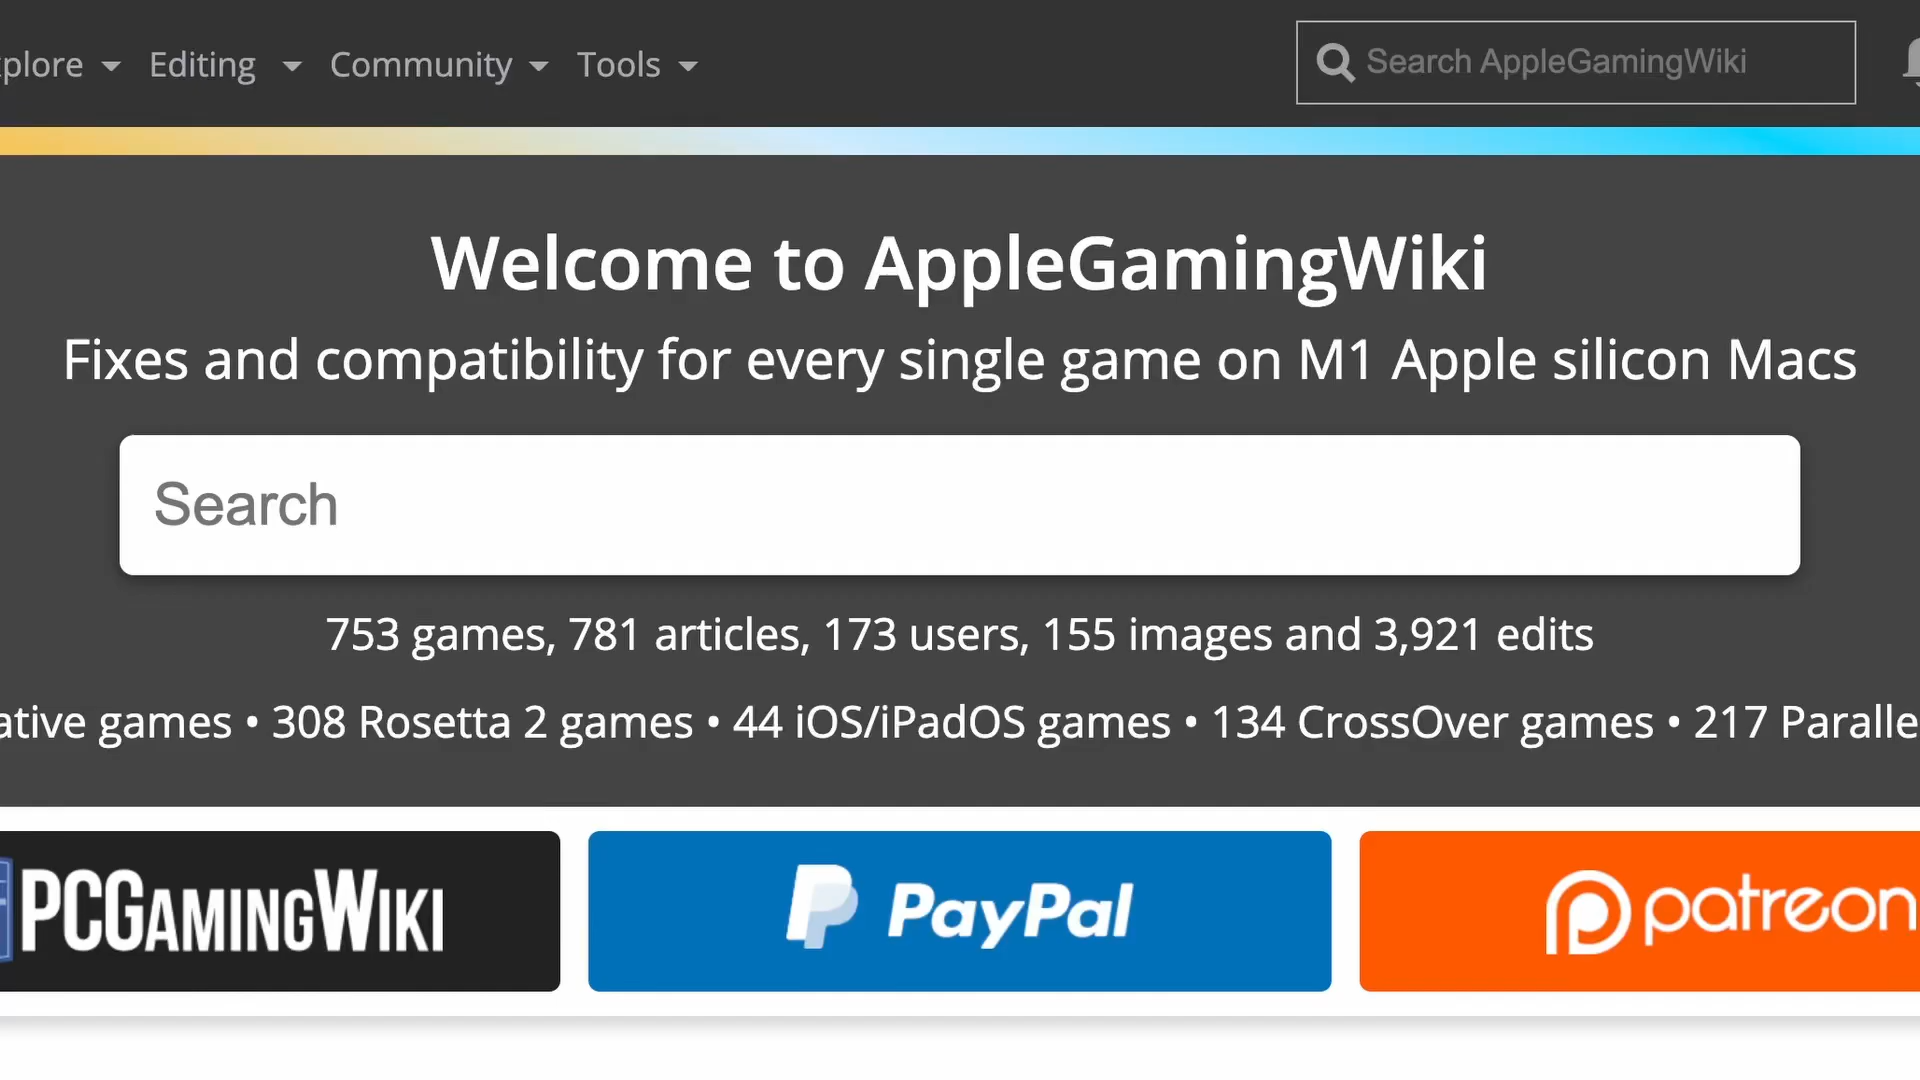 plore Editing Community Tools Search AppleGamingWiki
Welcome to AppleGamingWiki
Fixes and compatibility for every single game on M1 Apple silicon Macs
Search
753 games, 781 articles, 173 users, 155 images and 3,921 edits
ative games • 308 Rosetta 2 games • 44 iOS/iPadOS games • 134 CrossOver games • 217 Paralle
PCGamingWiki PayPal patreon